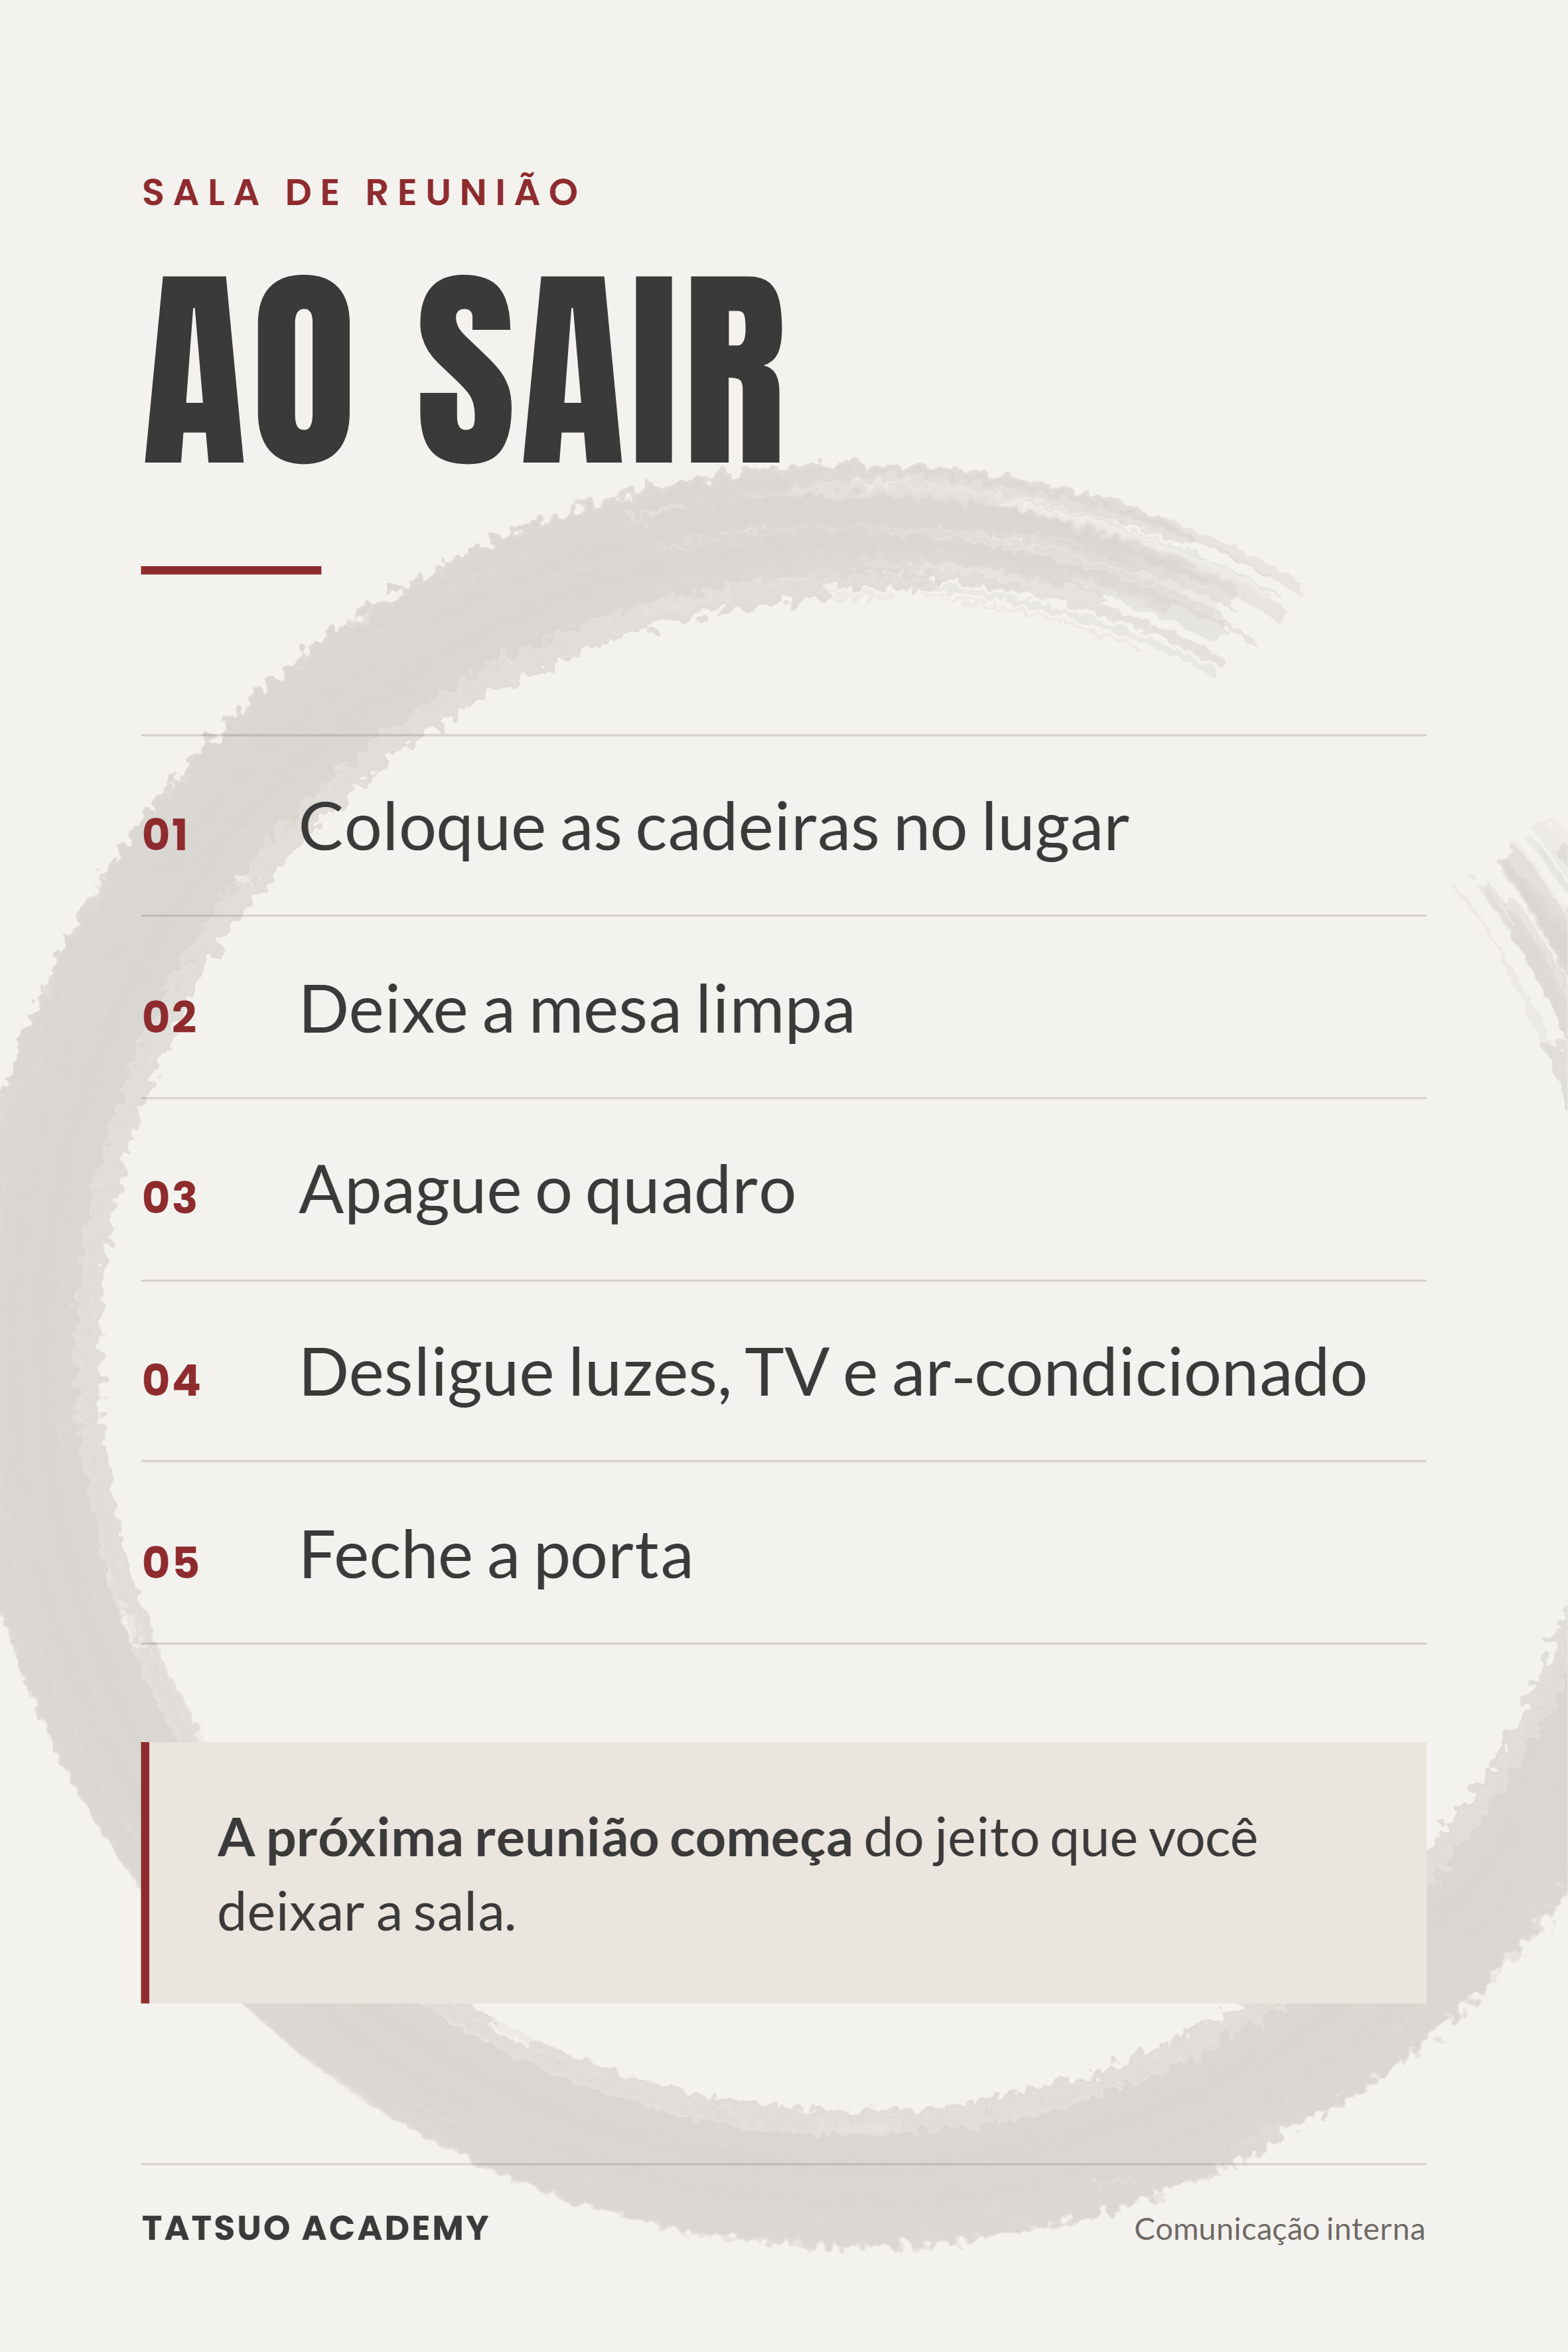 SALA DE REUNIÃO
AO SAIR
01 Coloque as cadeiras no lugar
02 Deixe a mesa limpa
03 Apague o quadro
04 Desligue luzes, TV e ar-condicionado
05 Feche a porta
A próxima reunião começa do jeito que você
deixar a sala.
TATSUO ACADEMY
Comunicação interna